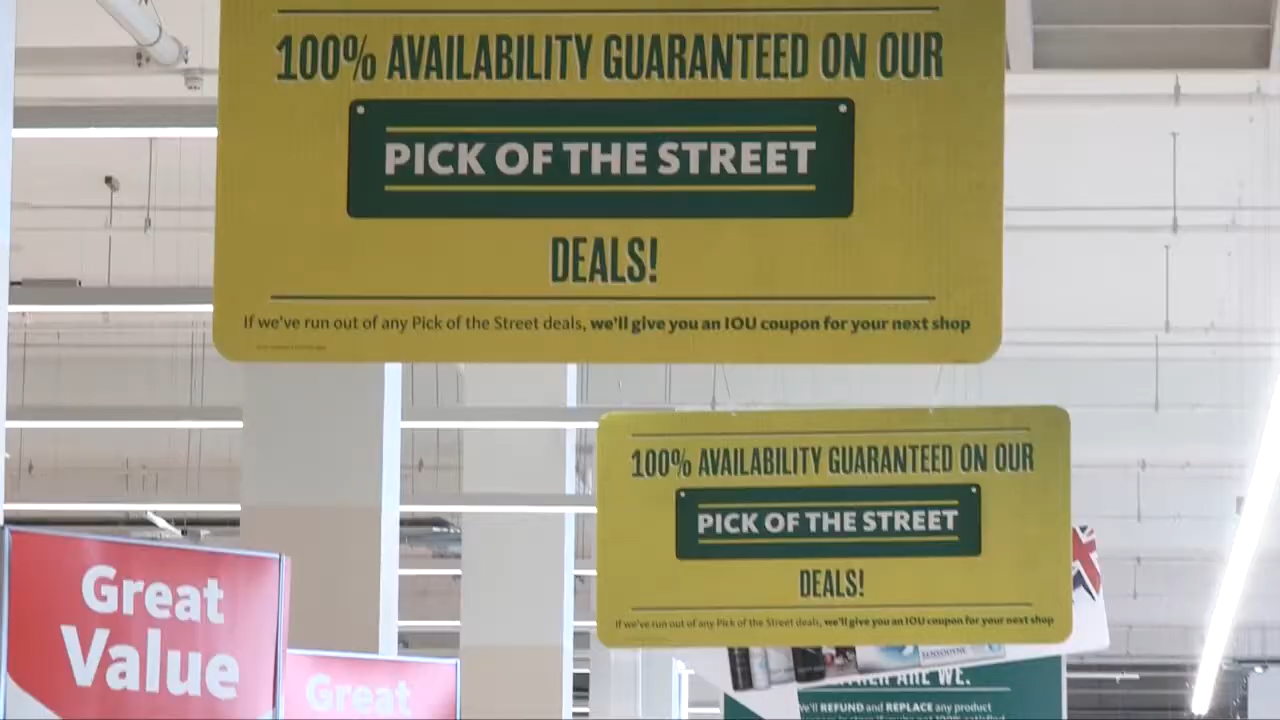 100% AVAILABILITY GUARANTEED ON OUR
PICK OF THE STREET
DEALS!
If we've run out of any Pick of the Street deals, we'll give you an IOU coupon for your next shop
100% AVAILABILITY GUARANTEED ON OUR
PICK OF THE STREET
DEALS!
If we've run out of any Pick of the Street deals, we'll give you an IOU coupon for your next shop
Great
Value
Great
SENSODYNE
ARE WE.
We'll REFUND and REPLACE any product